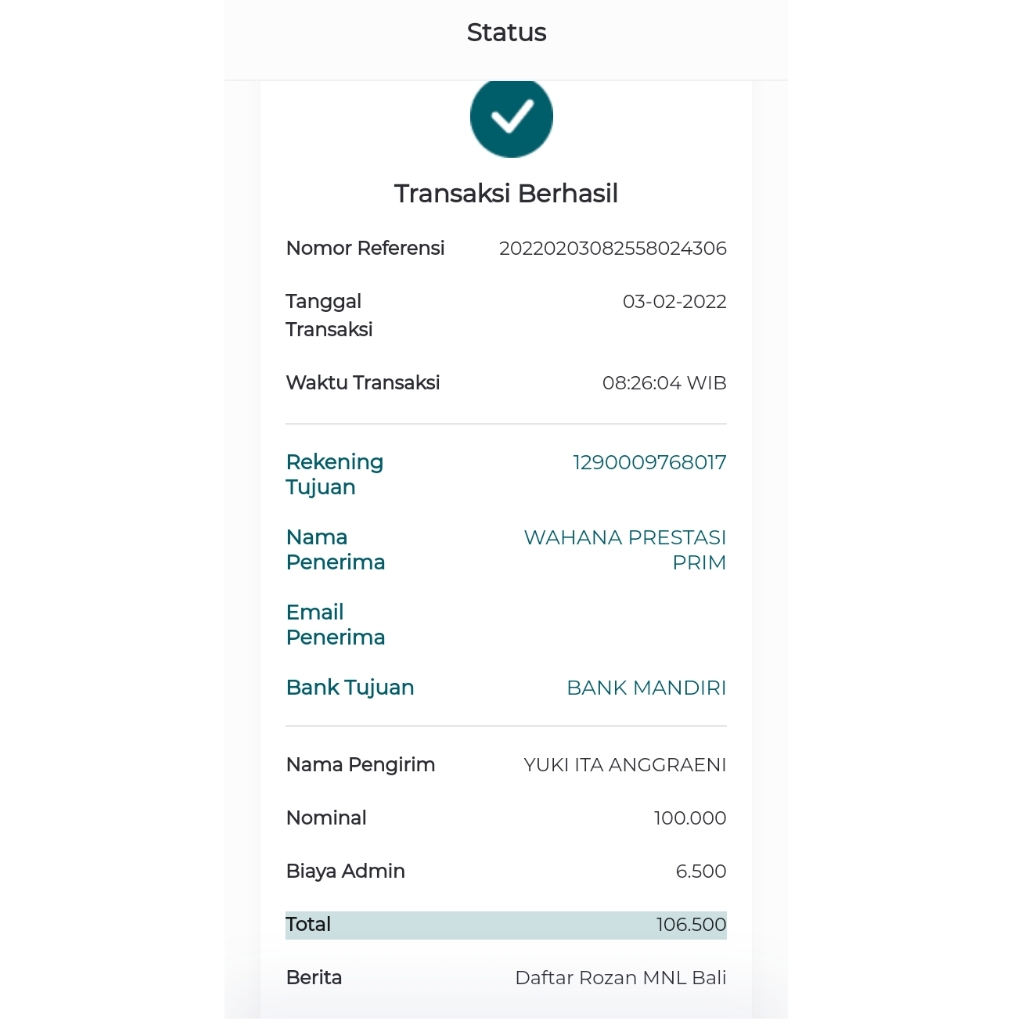 Status
Transaksi Berhasil
Nomor Referensi 20220203082558024306
Tanggal
Transaksi 03-02-2022
Waktu Transaksi 08:26:04 WIB
Rekening
Tujuan 1290009768017
Nama
Penerima WAHANA PRESTASI
PRIM
Email
Penerima
Bank Tujuan BANK MANDIRI
Nama Pengirim YUKI ITA ANGGRAENI
Nominal 100.000
Biaya Admin 6.500
Total 106.500
Berita Daftar Rozan MNL Bali